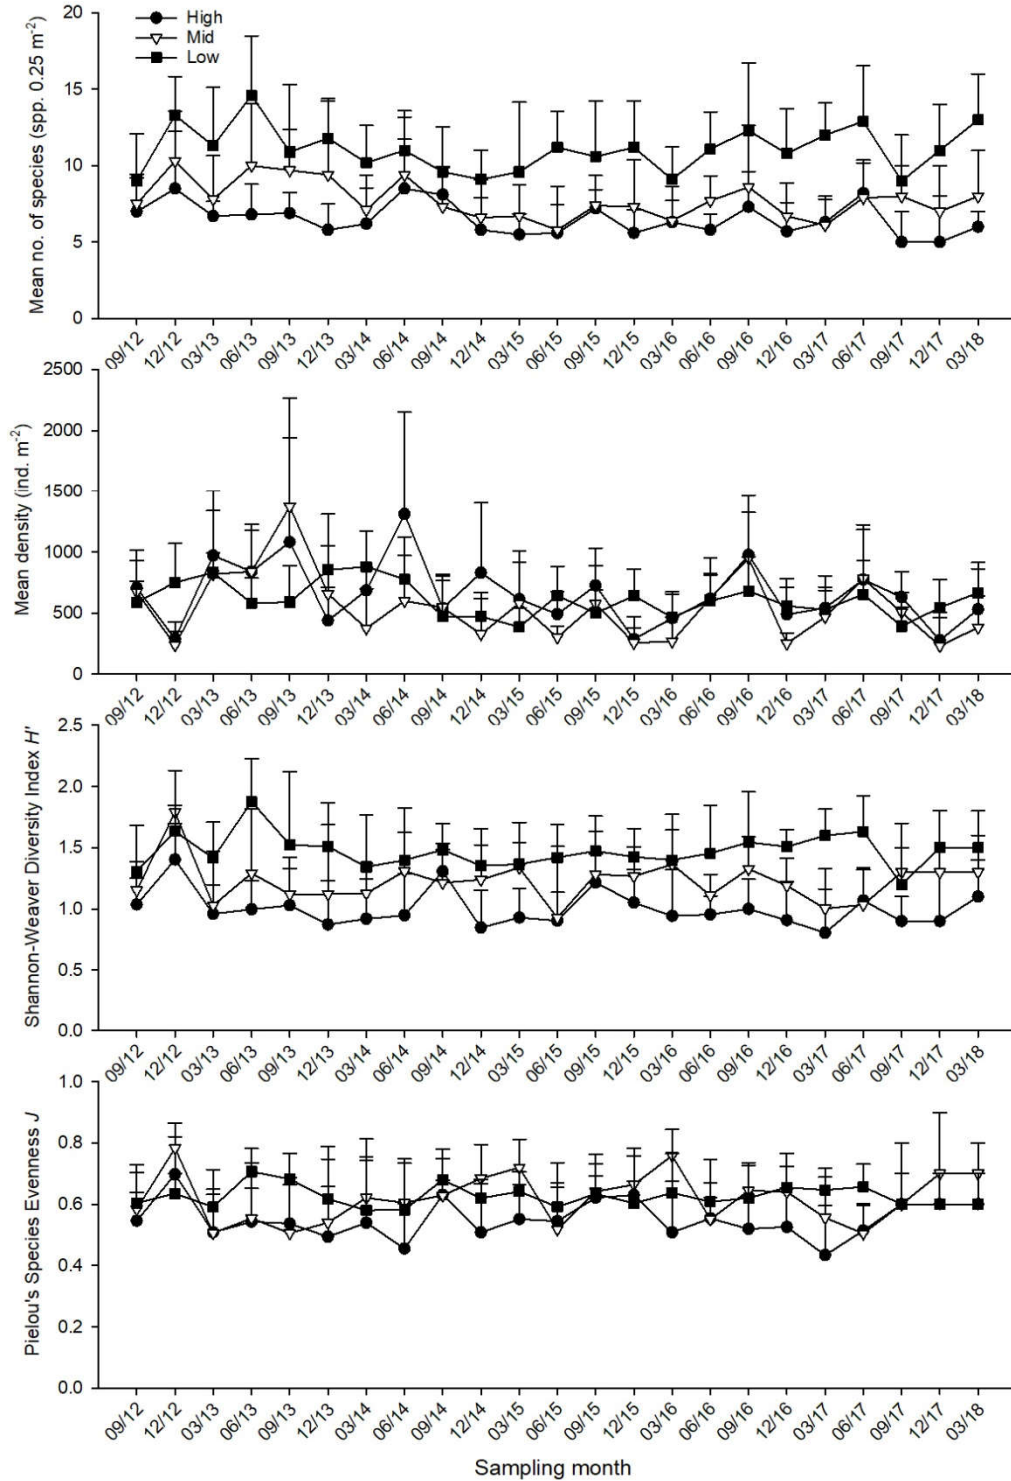 High
Mid
Low
Mean no. of species (spp. 0.25 m⁻²)
20
15
10
5
0
09/12 12/12 03/13 06/13 09/13 12/13 03/14 06/14 09/14 12/14 03/15 06/15 09/15 12/15 03/16 06/16 09/16 12/16 03/17 06/17 09/17 12/17 03/18
Mean density (ind. m⁻²)
2500
2000
1500
1000
500
0
09/12 12/12 03/13 06/13 09/13 12/13 03/14 06/14 09/14 12/14 03/15 06/15 09/15 12/15 03/16 06/16 09/16 12/16 03/17 06/17 09/17 12/17 03/18
Shannon-Weaver Diversity Index H'
2.5
2.0
1.5
1.0
0.5
0.0
09/12 12/12 03/13 06/13 09/13 12/13 03/14 06/14 09/14 12/14 03/15 06/15 09/15 12/15 03/16 06/16 09/16 12/16 03/17 06/17 09/17 12/17 03/18
Pielou's Species Evenness J
1.0
0.8
0.6
0.4
0.2
0.0
09/12 12/12 03/13 06/13 09/13 12/13 03/14 06/14 09/14 12/14 03/15 06/15 09/15 12/15 03/16 06/16 09/16 12/16 03/17 06/17 09/17 12/17 03/18
Sampling month